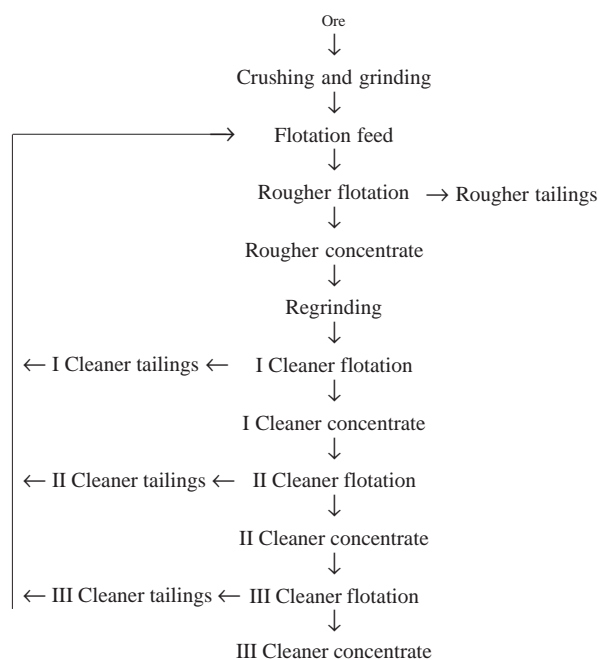 Ore
Crushing and grinding
Flotation feed
Rougher flotation → Rougher tailings
Rougher concentrate
Regrinding
← I Cleaner tailings ← I Cleaner flotation
I Cleaner concentrate
← II Cleaner tailings ← II Cleaner flotation
II Cleaner concentrate
← III Cleaner tailings ← III Cleaner flotation
III Cleaner concentrate